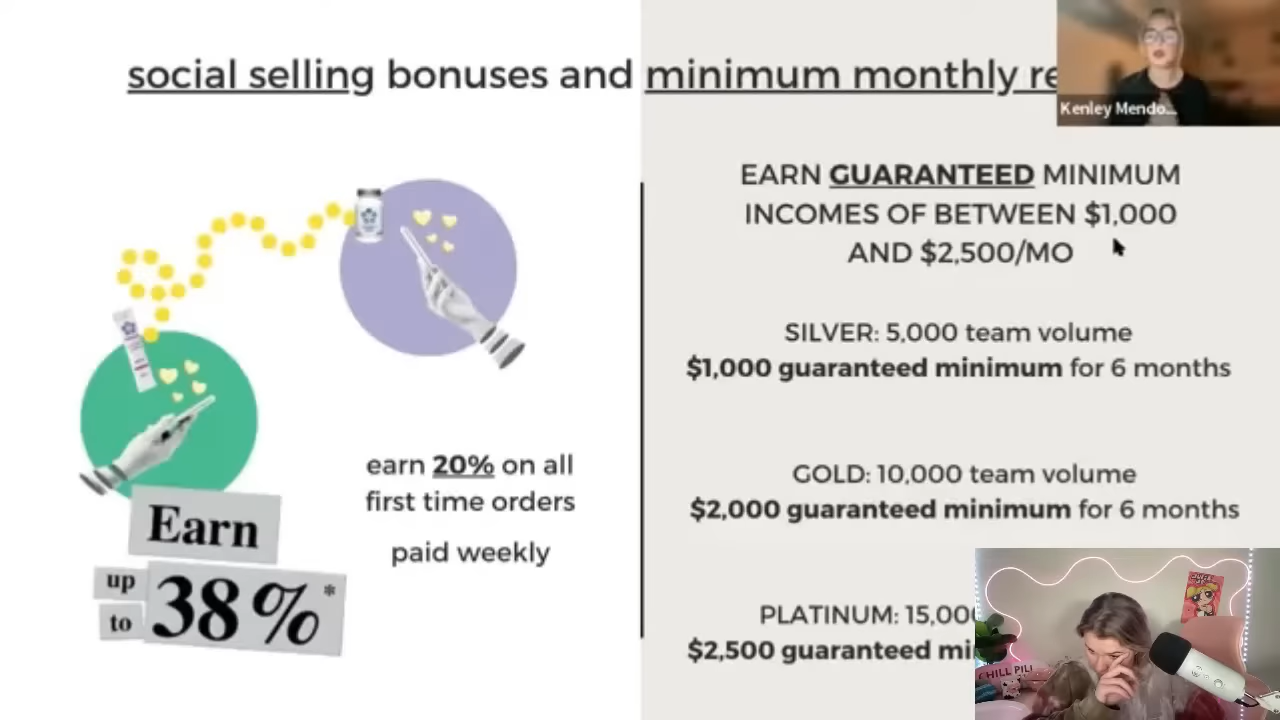 social selling bonuses and minimum monthly re
Kenley Mendo...
EARN GUARANTEED MINIMUM
INCOMES OF BETWEEN $1,000
AND $2,500/MO
SILVER: 5,000 team volume
$1,000 guaranteed minimum for 6 months
GOLD: 10,000 team volume
$2,000 guaranteed minimum for 6 months
PLATINUM: 15,00
$2,500 guaranteed mi
earn 20% on all
first time orders
paid weekly
Earn
up
to
38%*
CHILL PILL